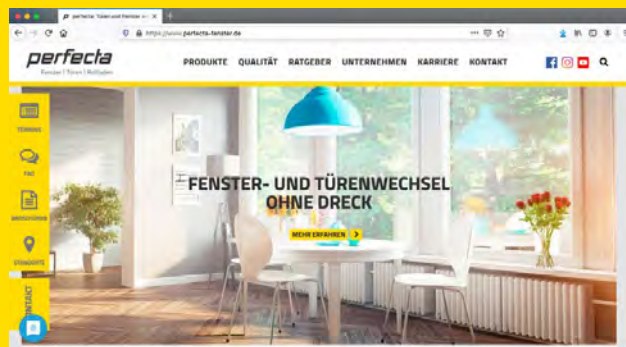 perfecta: Türen und Fenster
https://www.perfecta-fenster.de
perfecta
Fenster | Türen | Rollladen
PRODUKTE QUALITÄT RATGEBER UNTERNEHMEN KARRIERE KONTAKT
TERMINE
FAQ
FENSTER- UND TÜRENWECHSEL
OHNE DRECK
MEHR ERFAHREN
STANDORTE
KONTAKT